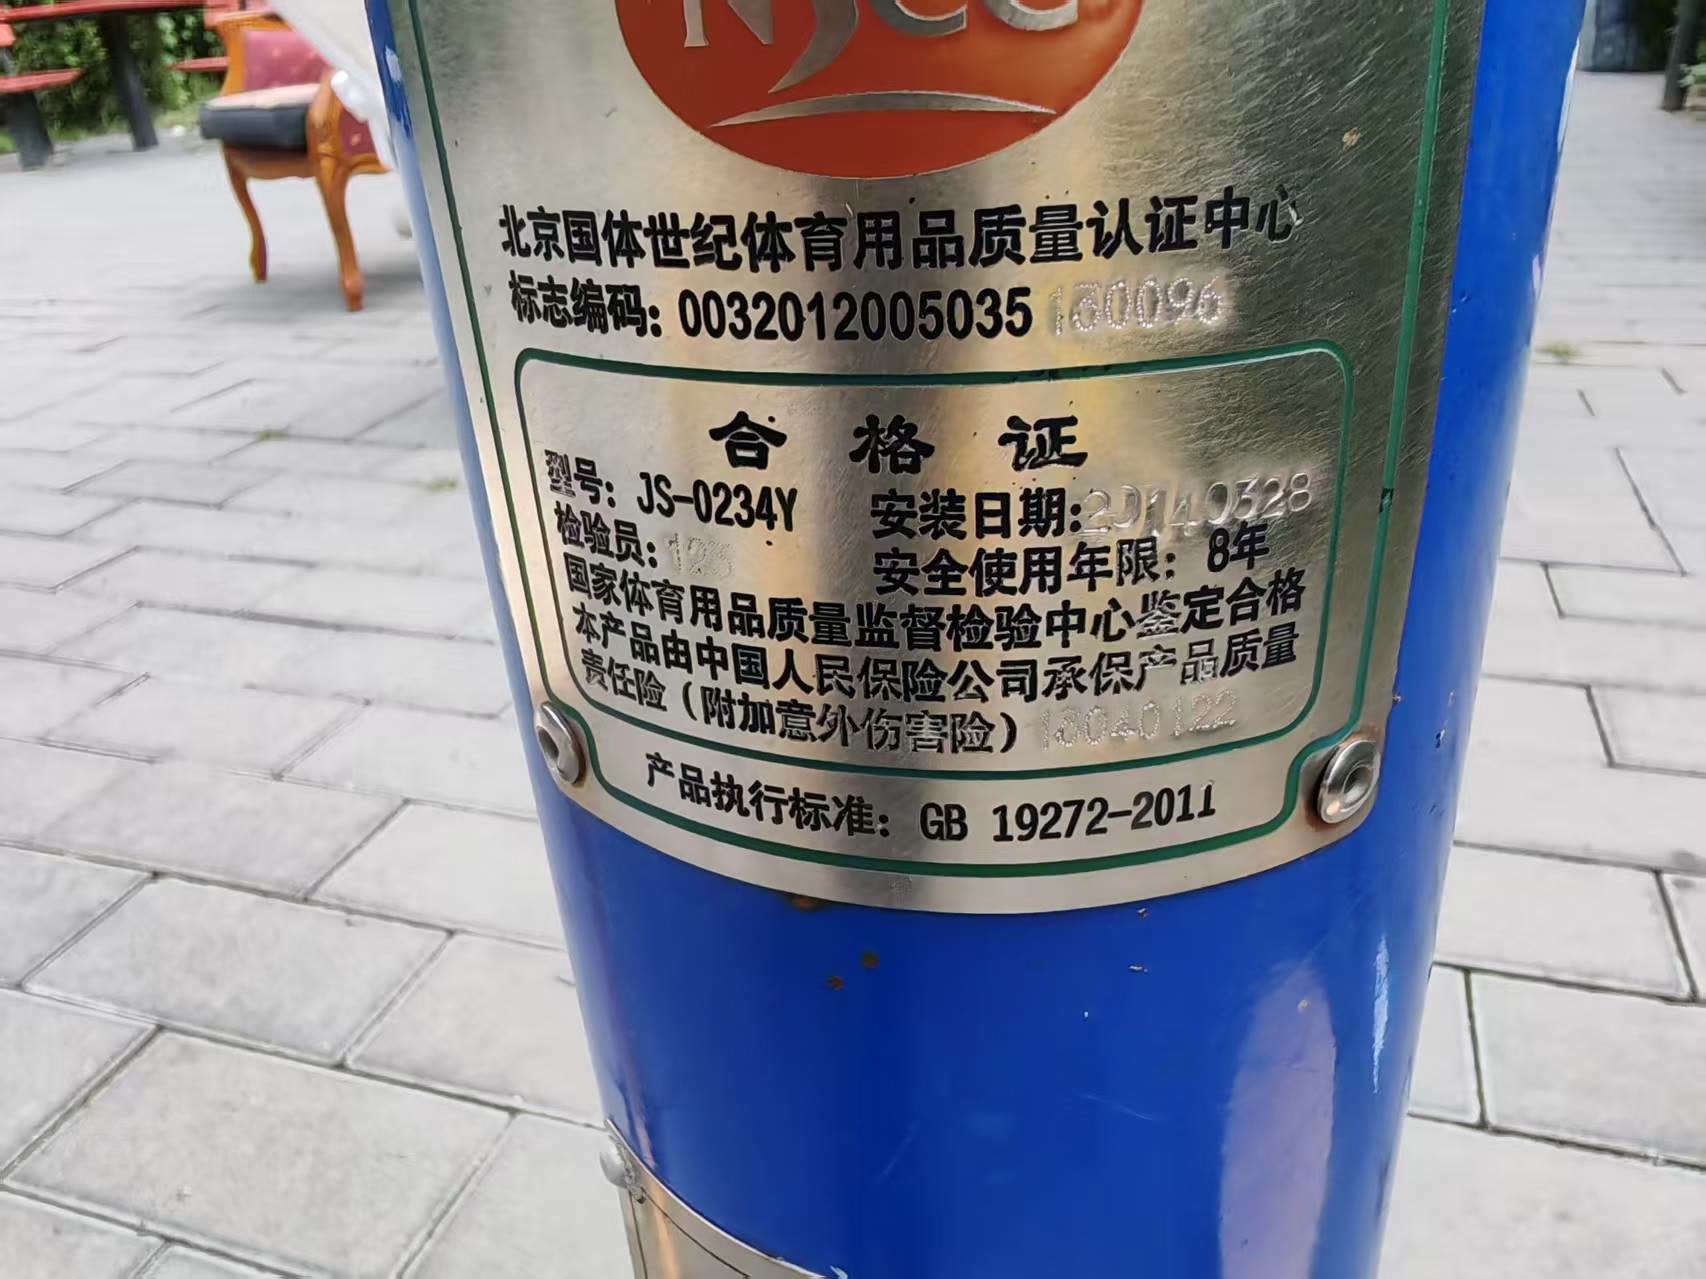 NSCC
北京国体世纪体育用品质量认证中心
标志编码: 0032012005035 130096
合格证
型号: JS-0234Y 安装日期: 20140328
检验员: 123 安全使用年限: 8年
国家体育用品质量监督检验中心鉴定合格
本产品由中国人民保险公司承保产品质量
责任险(附加意外伤害险)
产品执行标准: GB 19272-2011